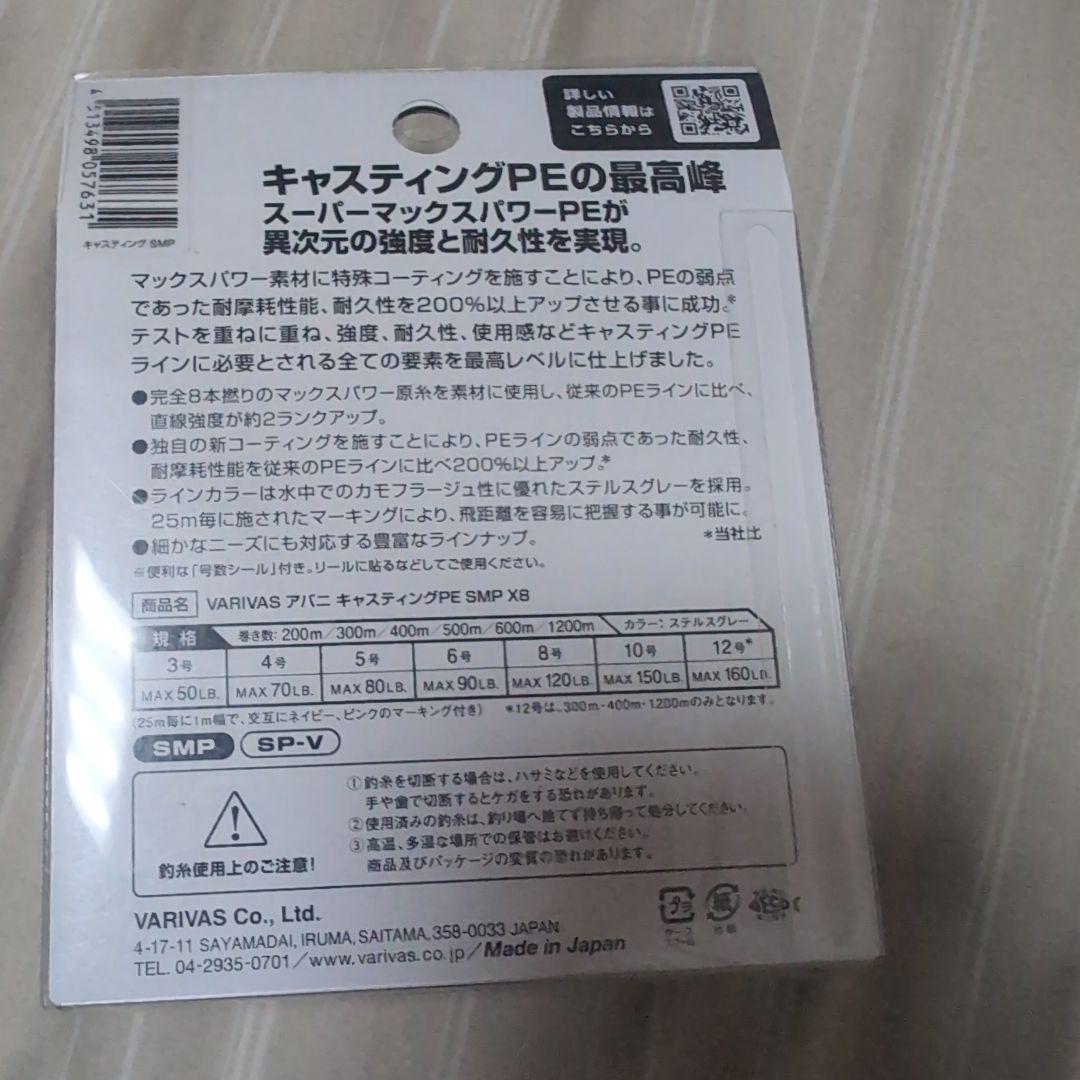 4 513498 057631
キャスティング SMP
詳しい
製品情報は
こちらから
キャスティングPEの最高峰
スーパーマックスパワーPEが
異次元の強度と耐久性を実現。
マックスパワー素材に特殊コーティングを施すことにより、PEの弱点
であった耐摩耗性能、耐久性を200%以上アップさせる事に成功。*
テストを重ねに重ね、強度、耐久性、使用感などキャスティングPE
ラインに必要とされる全ての要素を最高レベルに仕上げました。
●完全8本撚りのマックスパワー原糸を素材に使用し、従来のPEラインに比べ、
直線強度が約2ランクアップ。
●独自の新コーティングを施すことにより、PEラインの弱点であった耐久性、
耐摩耗性能を従来のPEラインに比べ200%以上アップ。*
●ラインカラーは水中でのカモフラージュ性に優れたステルスグレーを採用。
25m毎に施されたマーキングにより、飛距離を容易に把握する事が可能に。
●細かなニーズにも対応する豊富なラインナップ。 *当社比
※便利な「号数シール」付き。リールに貼るなどしてご使用ください。
商品名 VARIVAS アバニ キャスティングPE SMP X8
規格 巻き数: 200m/300m/400m/500m/600m/1200m カラー: ステルスグレー
3号 4号 5号 6号 8号 10号 12号*
MAX 50LB. MAX 70LB. MAX 80LB. MAX 90LB. MAX 120LB. MAX 150LB. MAX 160LB.
(25m毎に1m幅で、交互にネイビー、ピンクのマーキング付き) *12号は、300m・400m・1200mのみとなります。
SMP SP-V
①釣糸を切断する場合は、ハサミなどを使用してください。
手や歯で切断するとケガをする恐れがあります。
②使用済みの釣糸は、釣り場へ捨てず持ち帰って処分してください。
③高温、多湿な場所での保管はお避けください。
商品及びパッケージの変質の恐れがあります。
釣糸使用上のご注意!
VARIVAS Co., Ltd.
4-17-11 SAYAMADAI, IRUMA, SAITAMA, 358-0033 JAPAN
TEL. 04-2935-0701/www.varivas.co.jp/Made in Japan
プラ 紙